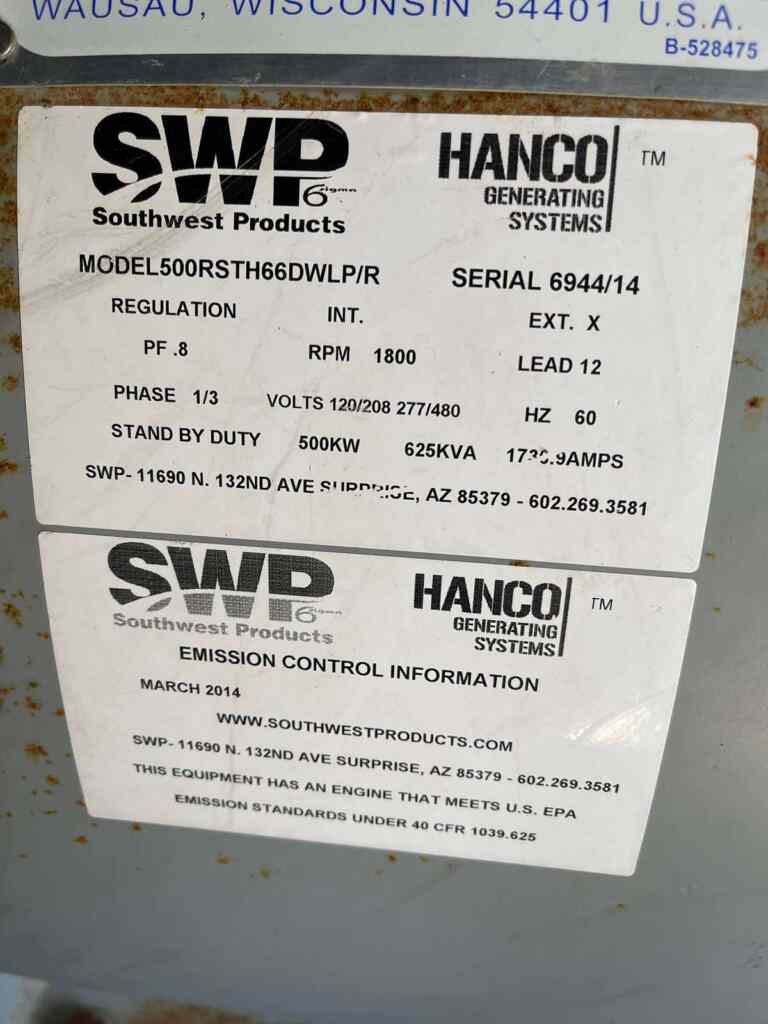 WAUSAU, WISCONSIN 54401 U.S.A.
B-528475
SWP
6sigma
Southwest Products
HANCO TM
GENERATING
SYSTEMS
MODEL500RSTH66DWLP/R SERIAL 6944/14
REGULATION INT. EXT. X
PF .8 RPM 1800 LEAD 12
PHASE 1/3 VOLTS 120/208 277/480 HZ 60
STAND BY DUTY 500KW 625KVA
SWP- 11690 N. 132ND AVE SURPRISE, AZ 85379 - 602.269.3581
SWP
6sigma
Southwest Products
HANCO TM
GENERATING
SYSTEMS
EMISSION CONTROL INFORMATION
MARCH 2014
WWW.SOUTHWESTPRODUCTS.COM
SWP- 11690 N. 132ND AVE SURPRISE, AZ 85379 - 602.269.3581
THIS EQUIPMENT HAS AN ENGINE THAT MEETS U.S. EPA
EMISSION STANDARDS UNDER 40 CFR 1039.625